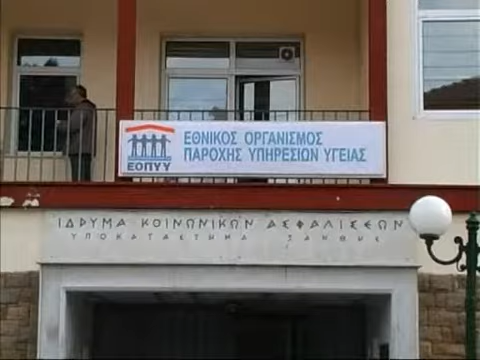 ΕΟΠΥΥ
ΕΘΝΙΚΟΣ ΟΡΓΑΝΙΣΜΟΣ
ΠΑΡΟΧΗΣ ΥΠΗΡΕΣΙΩΝ ΥΓΕΙΑΣ
ΙΔΡΥΜΑ ΚΟΙΝΩΝΙΚΩΝ ΑΣΦΑΛΙΣΕΩΝ
ΥΠΟΚΑΤΑΣΤΗΜΑ ΞΑΝΘΗΣ